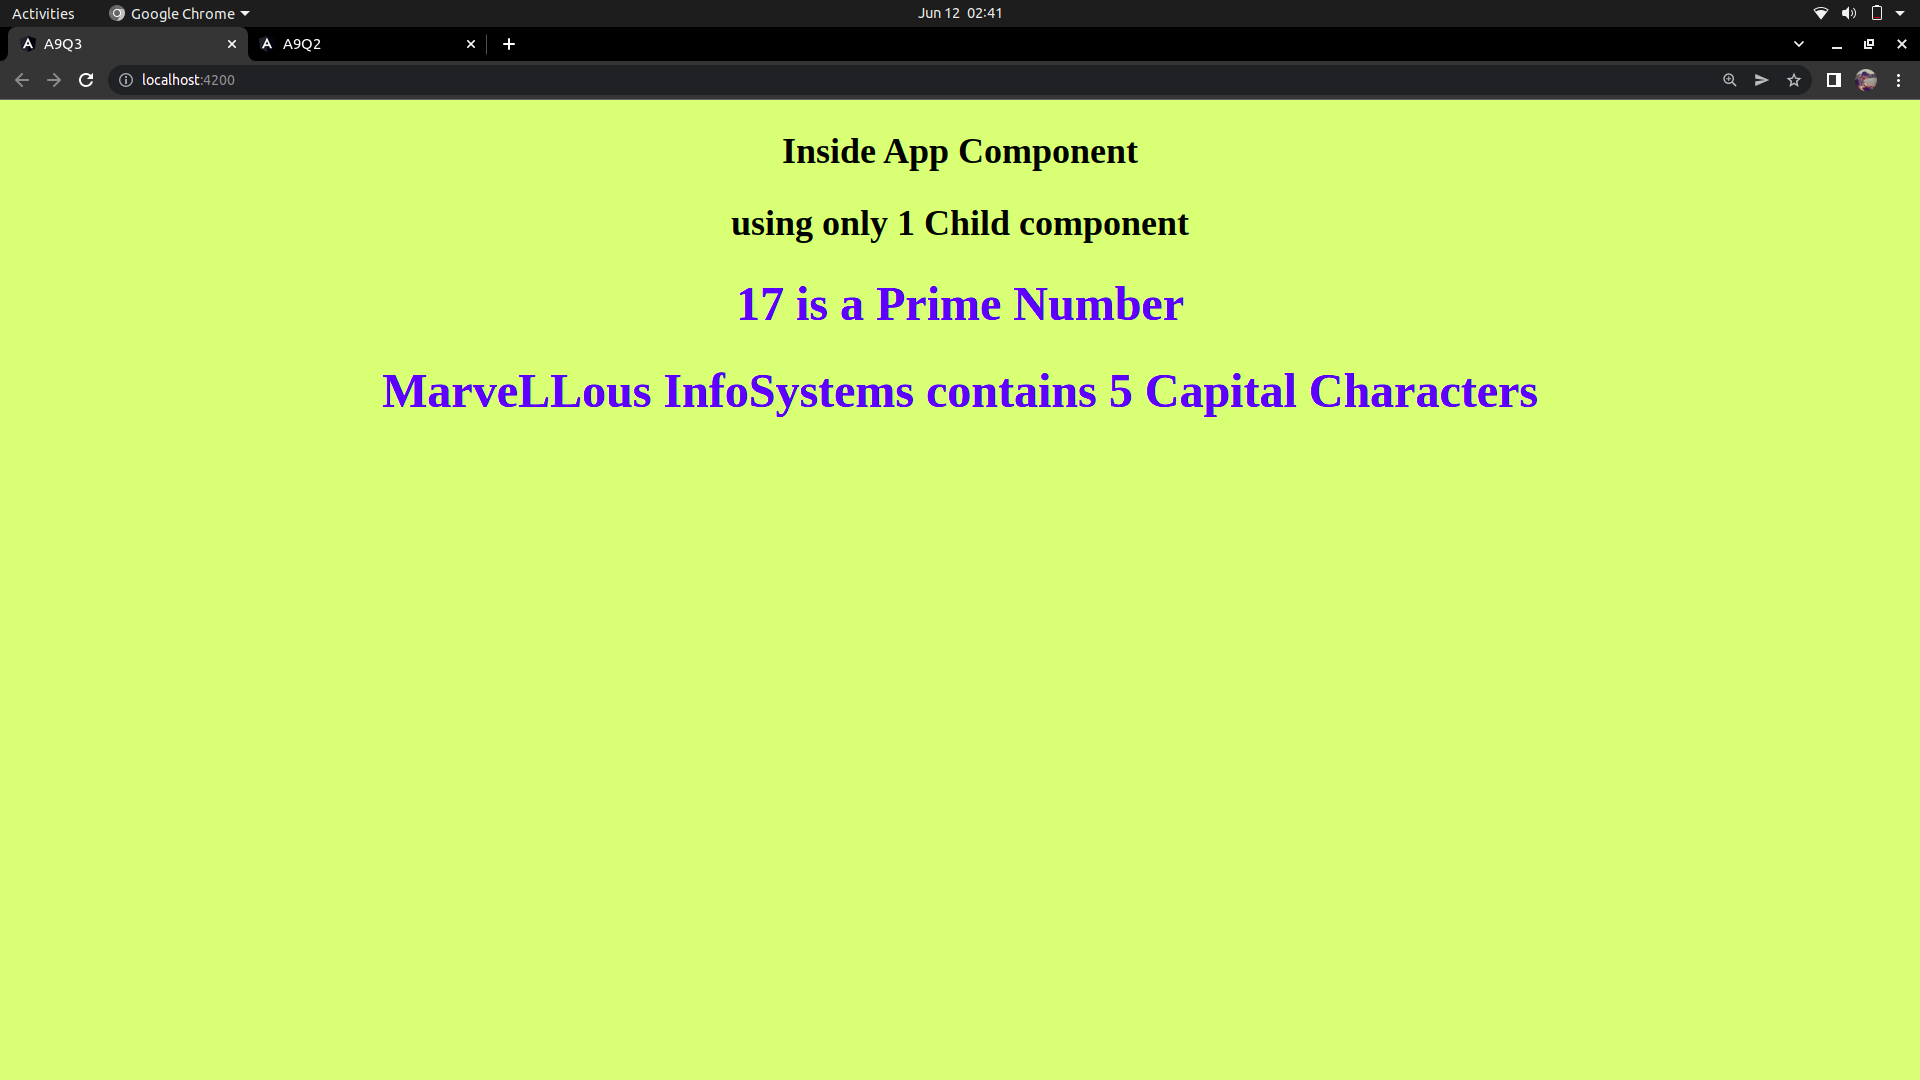 Activities
Google Chrome
Jun 12 02:41
A9Q3
A9Q2
localhost:4200
Inside App Component
using only 1 Child component
17 is a Prime Number
MarveLLous InfoSystems contains 5 Capital Characters